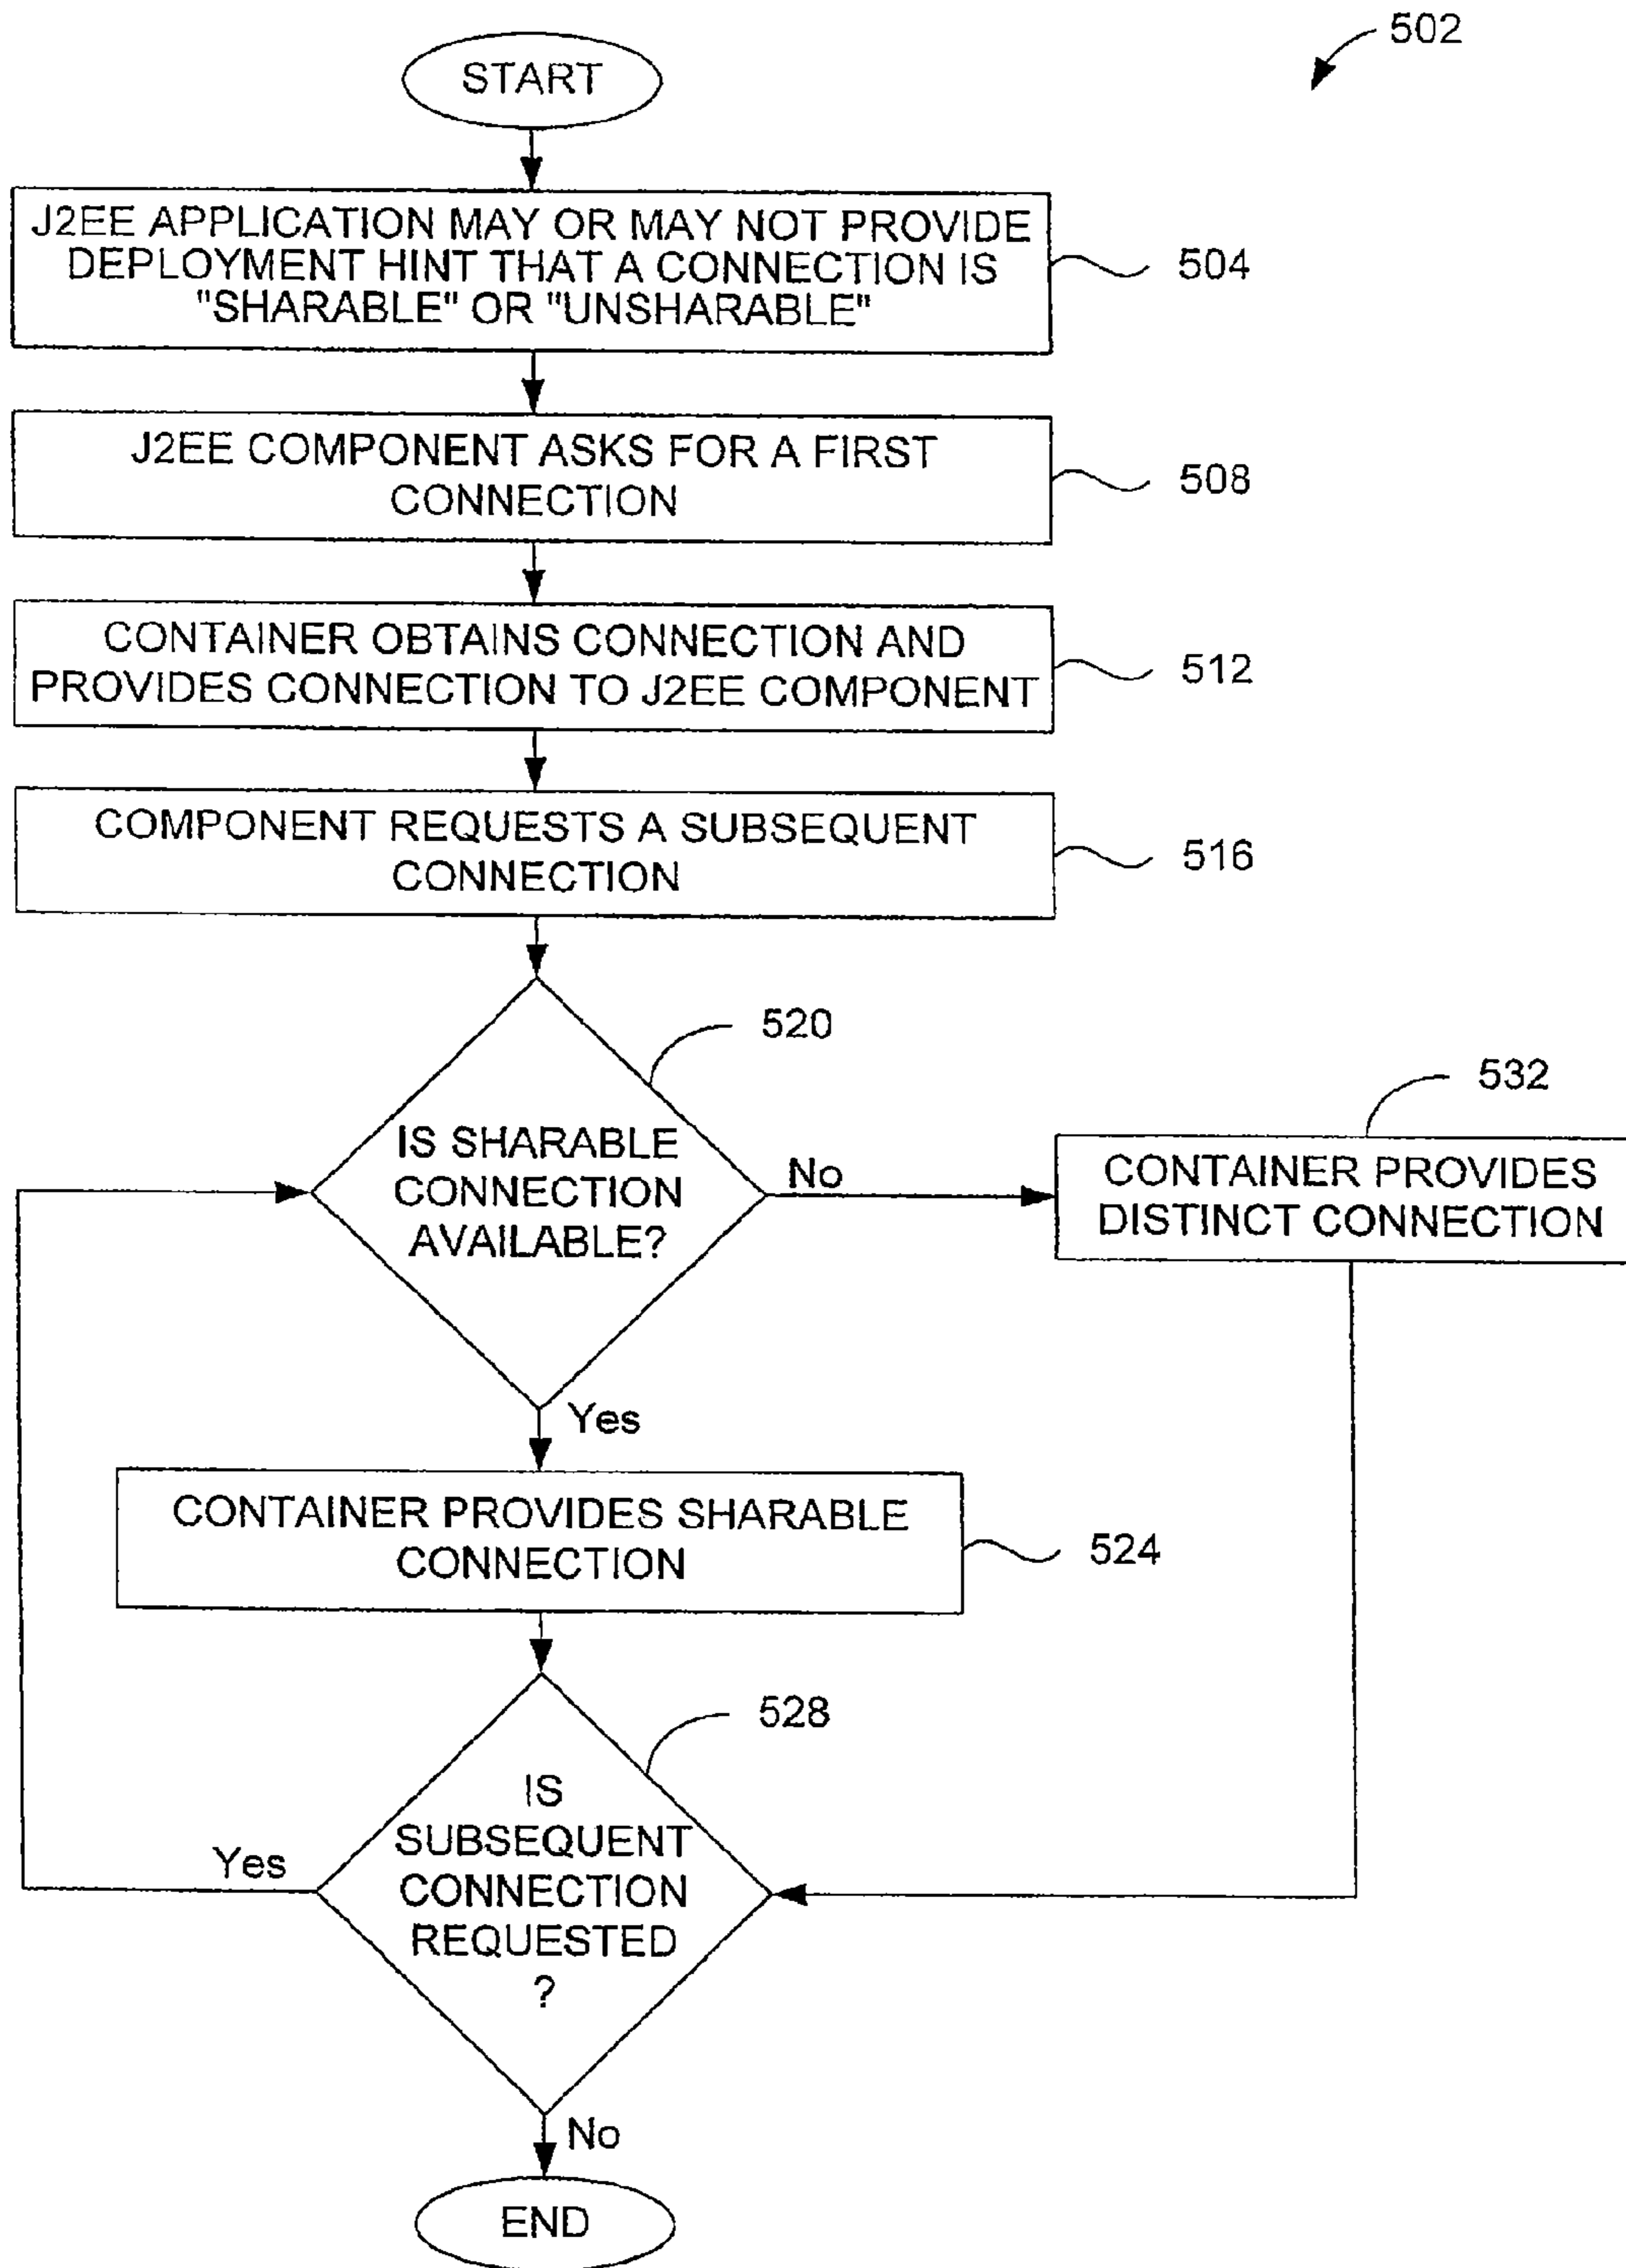 502
START
J2EE APPLICATION MAY OR MAY NOT PROVIDE
DEPLOYMENT HINT THAT A CONNECTION IS
"SHARABLE" OR "UNSHARABLE"
504
J2EE COMPONENT ASKS FOR A FIRST
CONNECTION
508
CONTAINER OBTAINS CONNECTION AND
PROVIDES CONNECTION TO J2EE COMPONENT
512
COMPONENT REQUESTS A SUBSEQUENT
CONNECTION
516
520
IS SHARABLE
CONNECTION
AVAILABLE?
No
532
CONTAINER PROVIDES
DISTINCT CONNECTION
Yes
CONTAINER PROVIDES SHARABLE
CONNECTION
524
528
IS
SUBSEQUENT
CONNECTION
REQUESTED
?
Yes
No
END